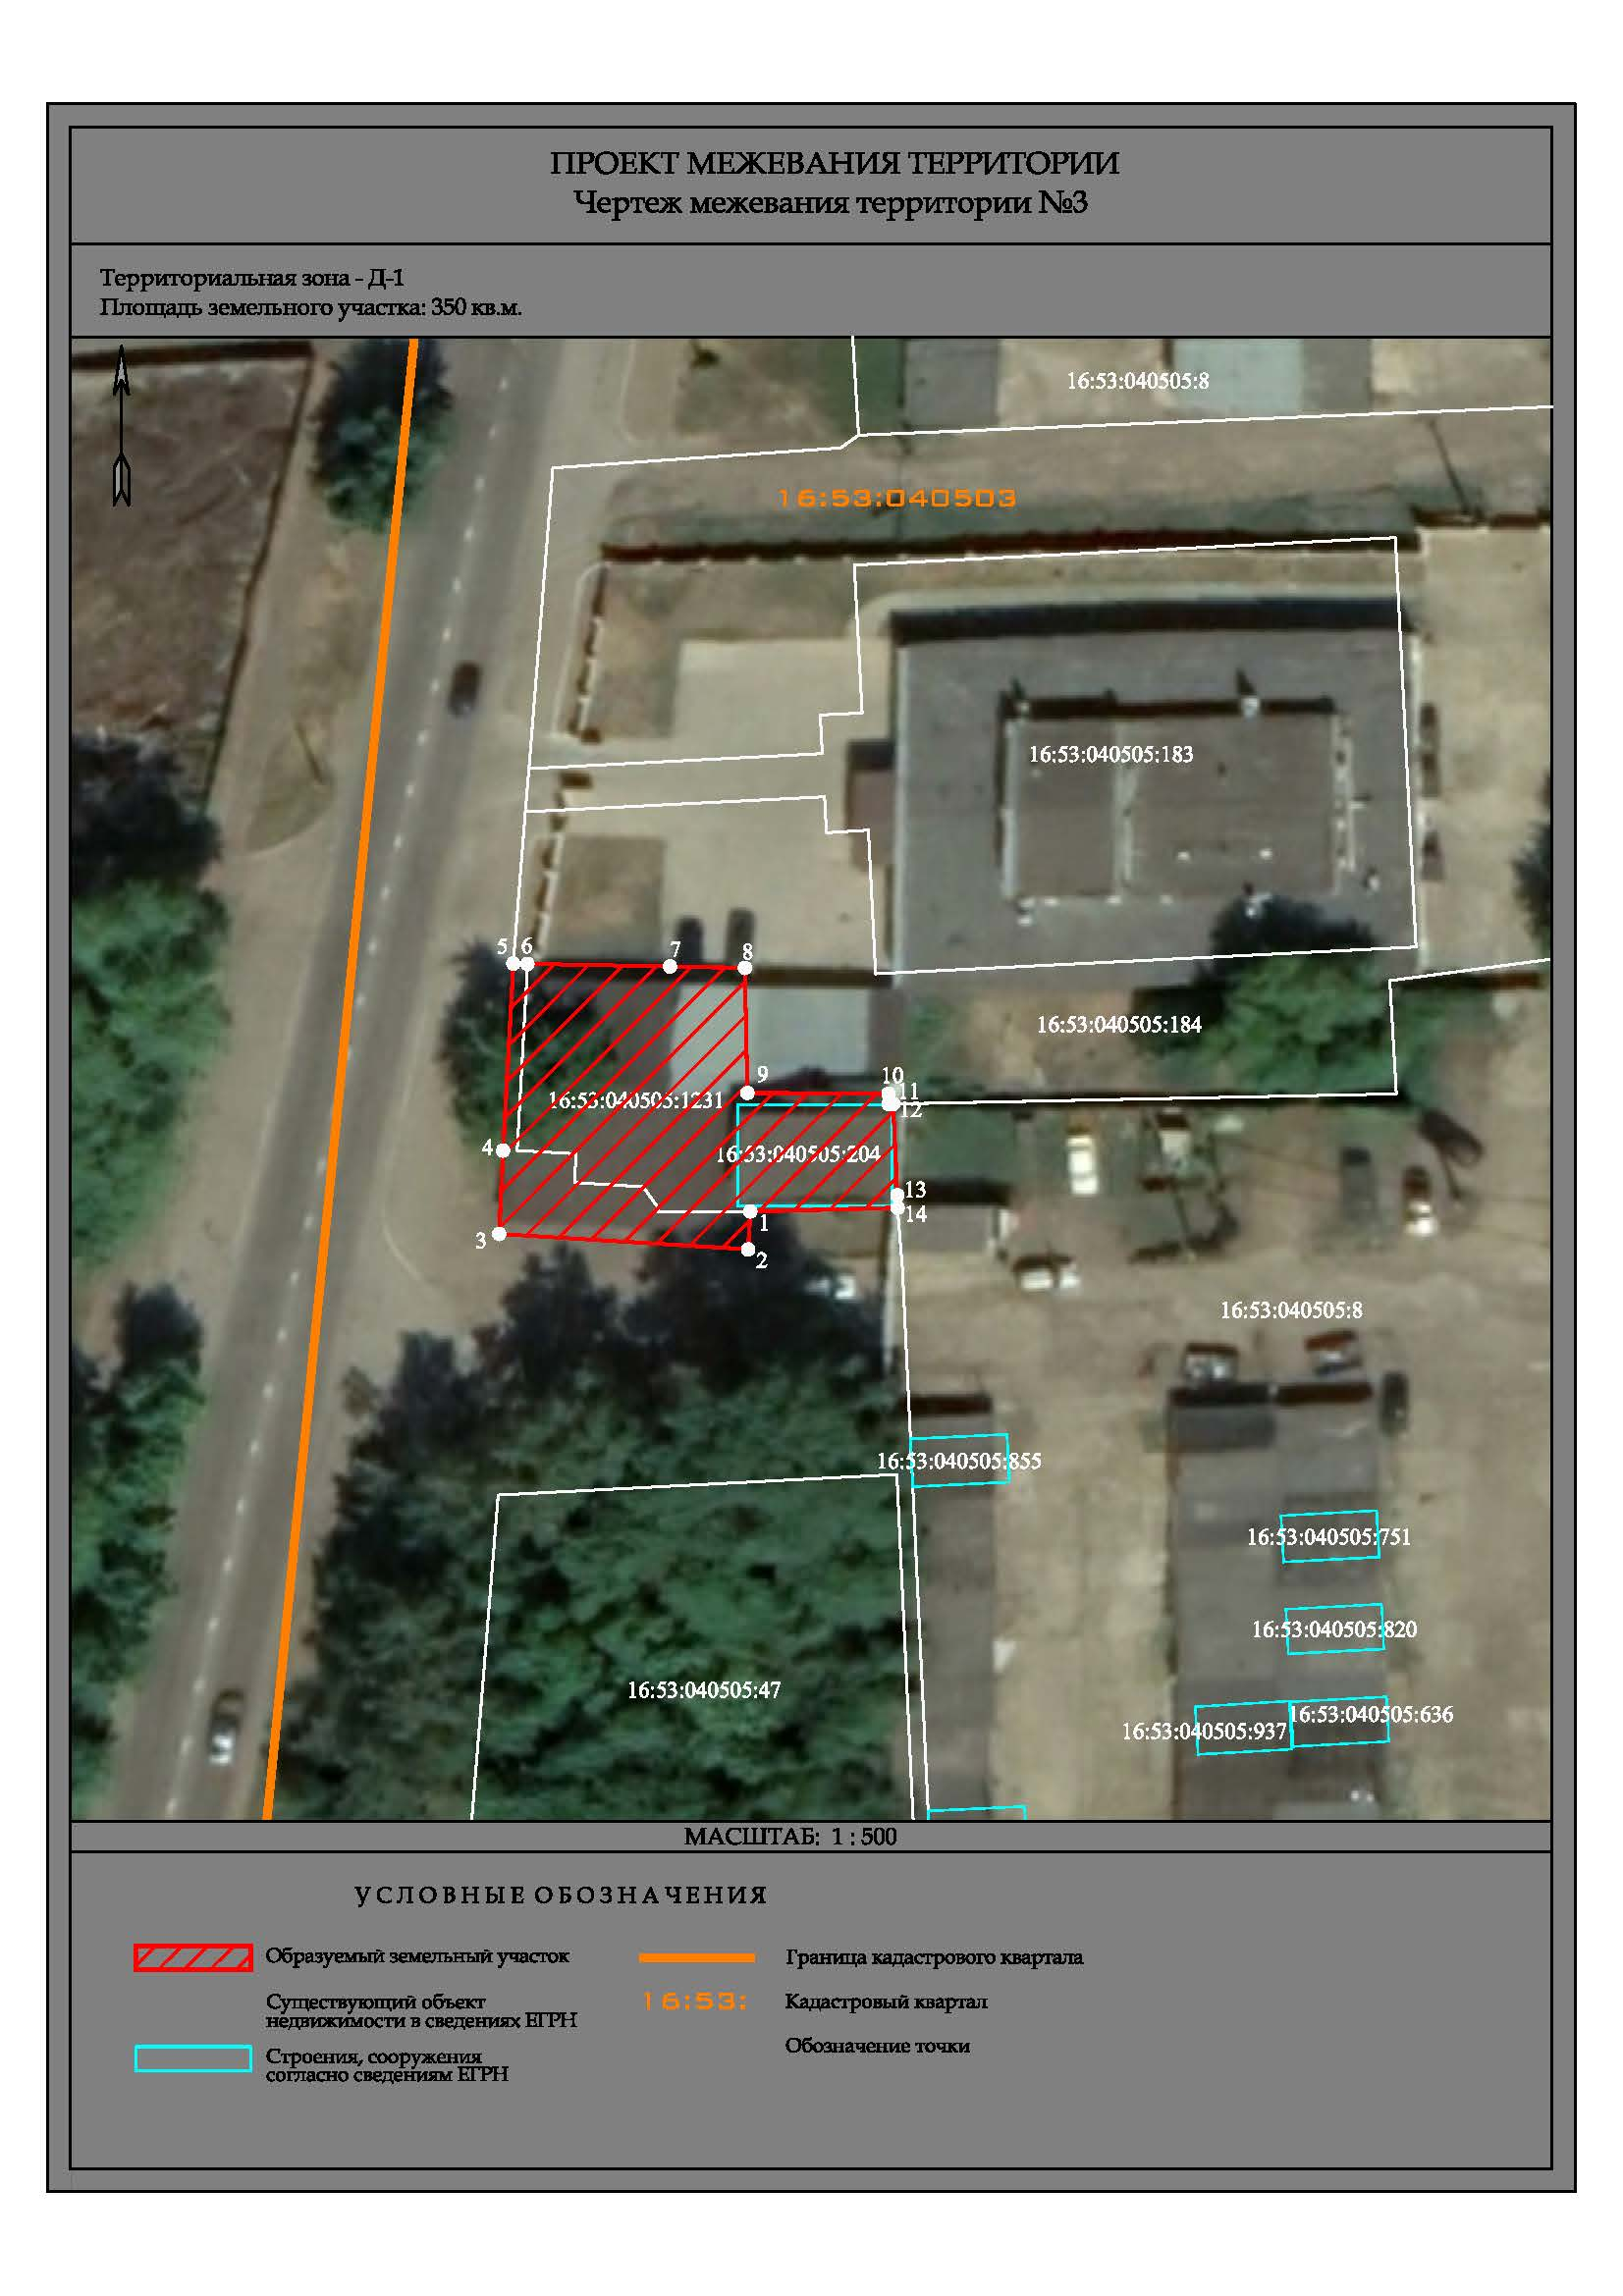 ПРОЕКТ МЕЖЕВАНИЯ ТЕРРИТОРИИ
Чертеж межевания территории №3
Территориальная зона - Д-1
Площадь земельного участка: 350 кв.м.
16:53:040505:8
16:53:040503
16:53:040505:183
5 6 7 8
16:53:040505:184
9 10
11
16:53:040505:1231
12
4 16:53:040505:204
13
1 14
3
2
16:53:040505:8
16:53:040505:855
16:53:040505:751
16:53:040505:820
16:53:040505:47
16:53:040505:636
16:53:040505:937
МАСШТАБ: 1 : 500
УСЛОВНЫЕ ОБОЗНАЧЕНИЯ
Образуемый земельный участок
Граница кадастрового квартала
Существующий объект
недвижимости в сведениях ЕГРН
16:53:
Кадастровый квартал
Обозначение точки
Строения, сооружения
согласно сведениям ЕГРН